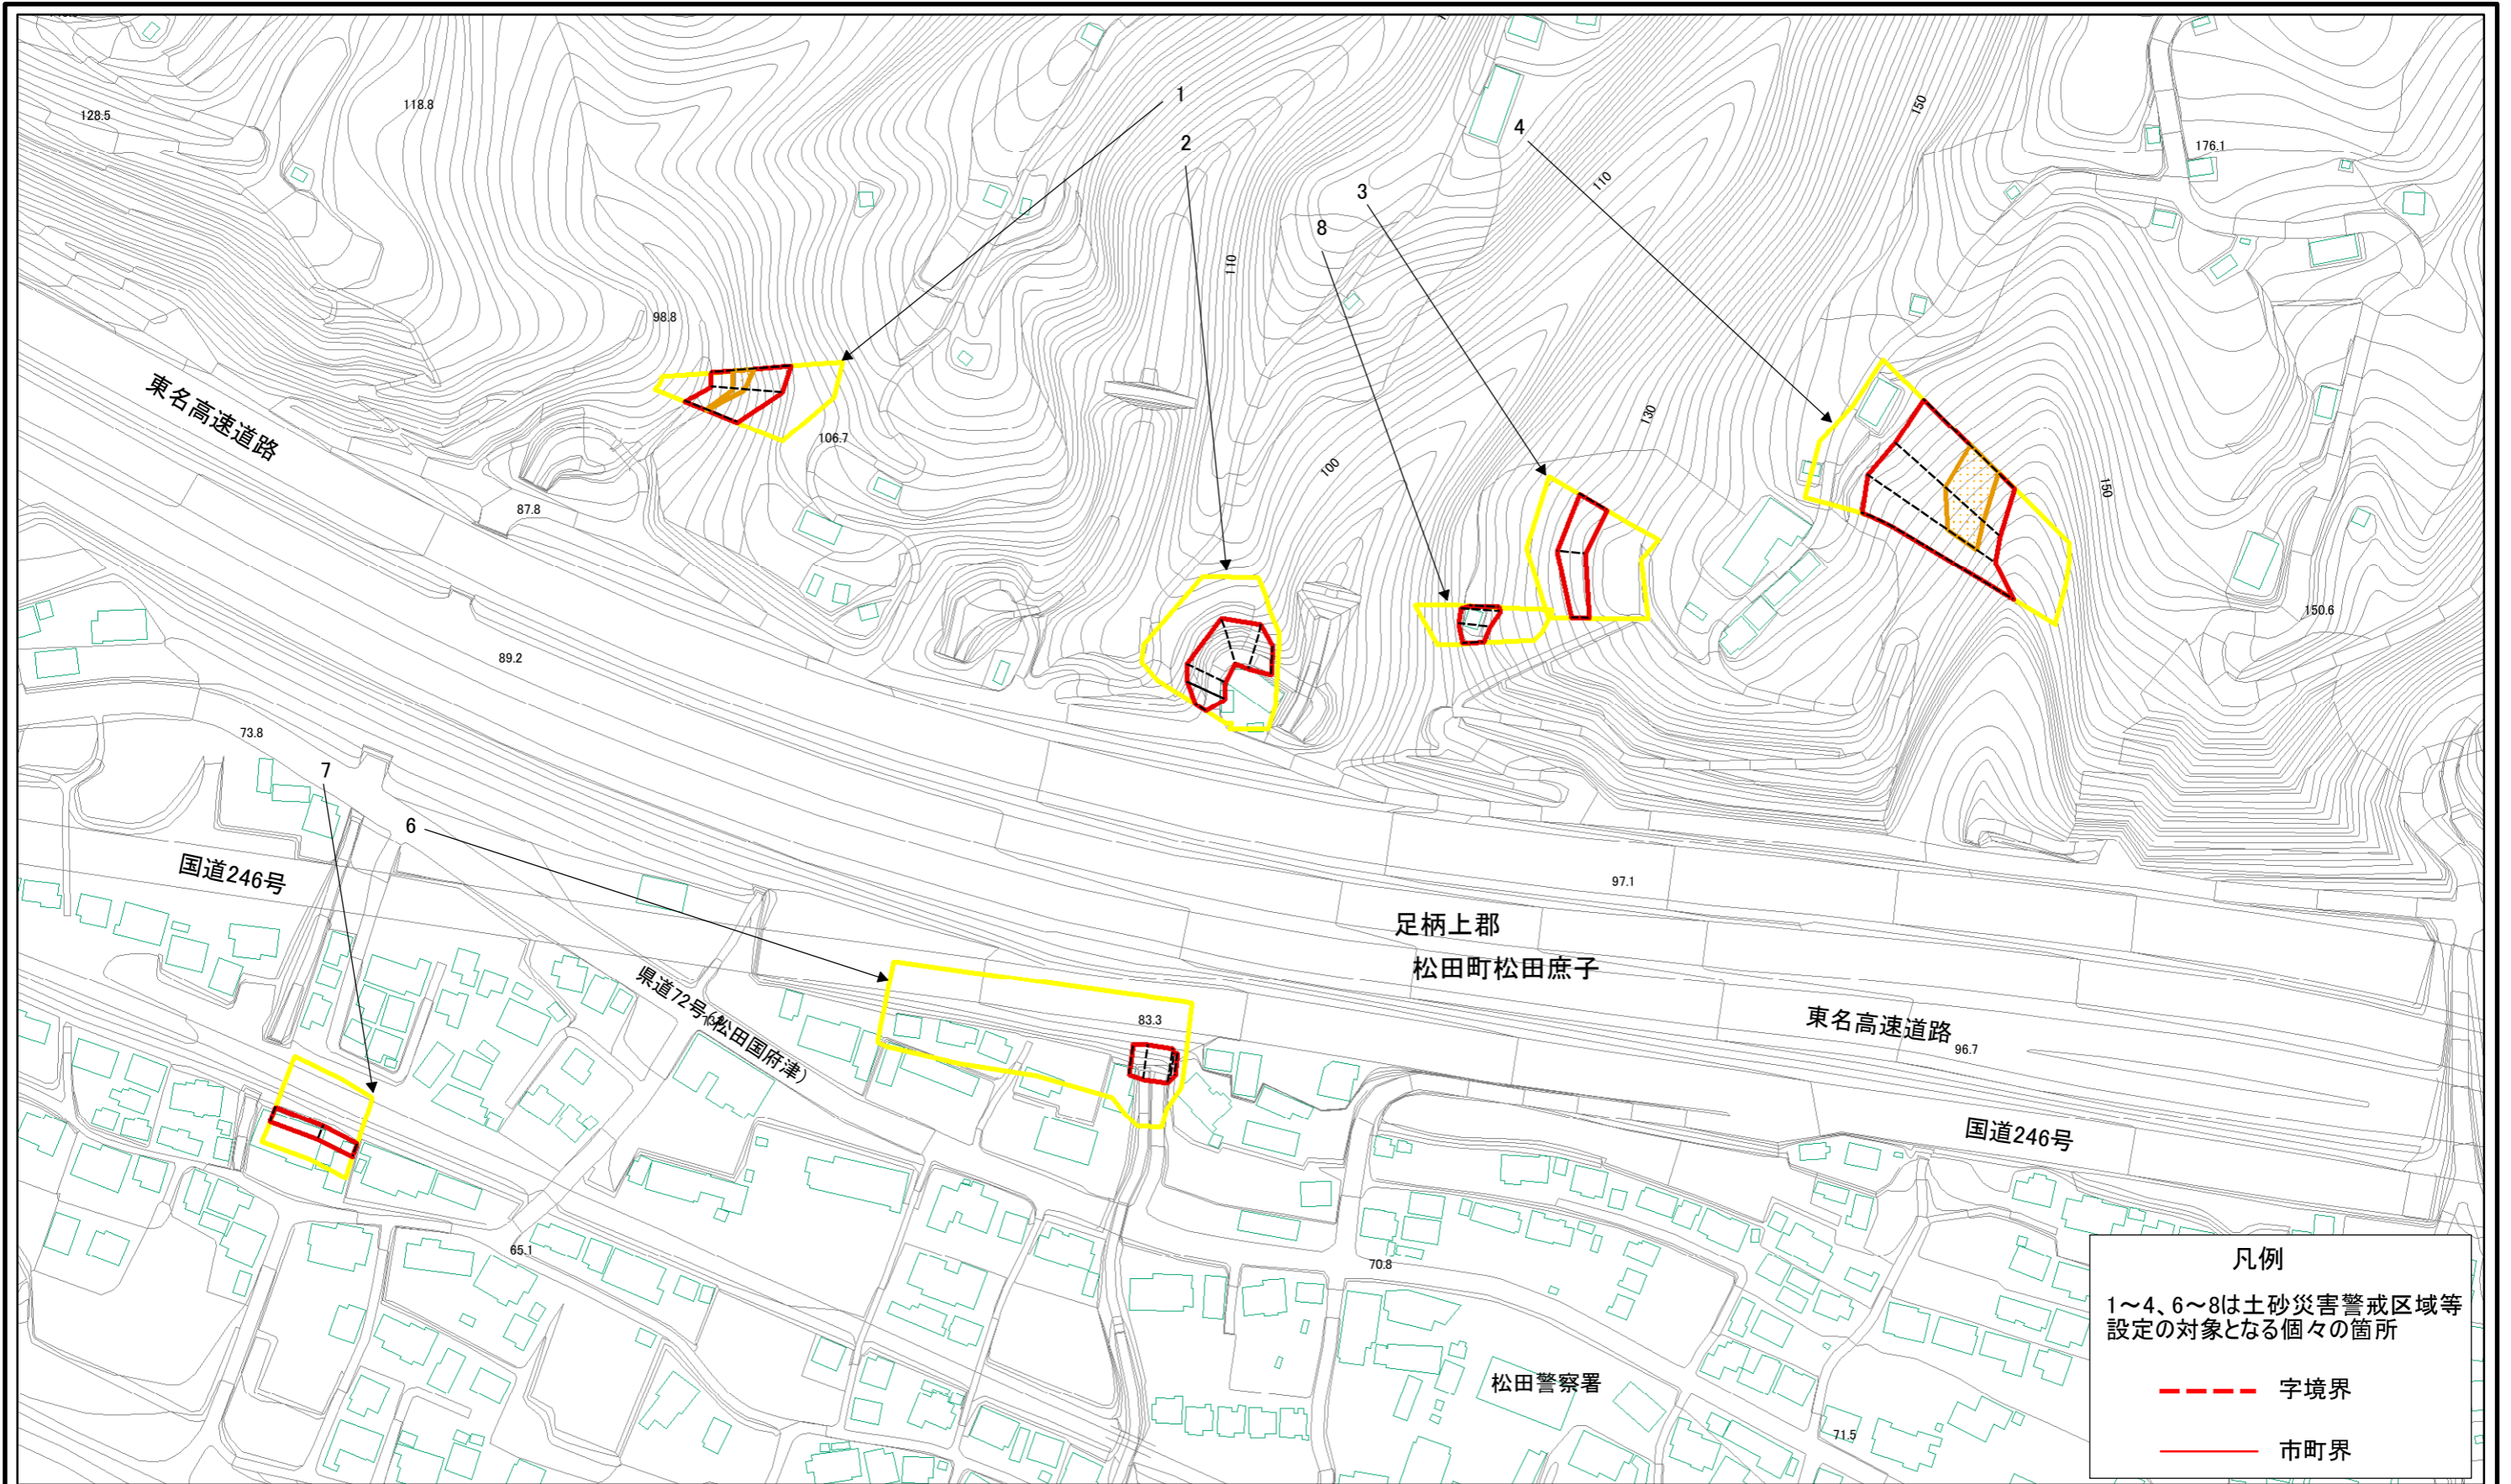 1
118.8
128.5
4
2
150
176.1
3
110
8
110
98.8
東名高速道路
130
106.7
100
150
87.8
150.6
89.2
73.8
7
6
国道246号
97.1
足柄上郡
松田町松田庶子
県道72号(松田国府津)
83.3
東名高速道路
96.7
国道246号
65.1
70.8
松田警察署
71.5
凡例
1～4、6～8は土砂災害警戒区域等
設定の対象となる個々の箇所
字境界
市町界